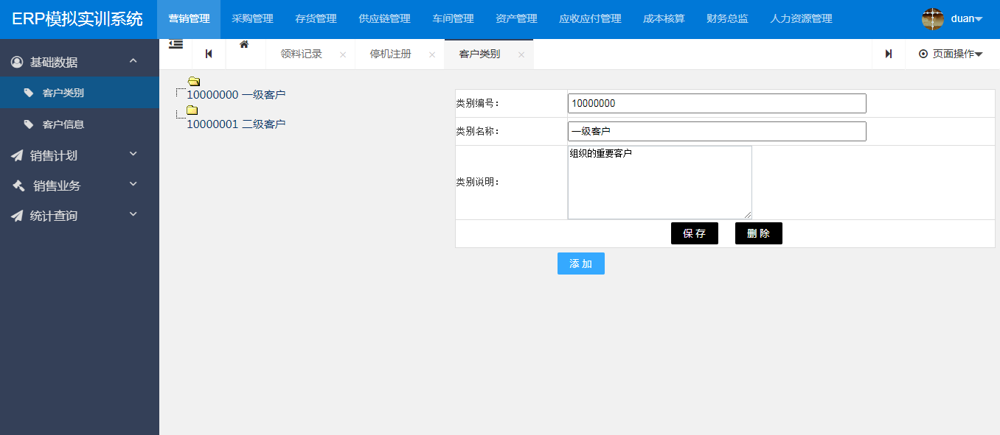 ERP模拟实训系统
营销管理 采购管理 存货管理 供应链管理 车间管理 资产管理 应收应付管理 成本核算 财务总监 人力资源管理 duan
领料记录 × 停机注册 × 客户类别 × 页面操作
基础数据
客户类别
客户信息
销售计划
销售业务
统计查询
10000000 一级客户
10000001 二级客户
类别编号： 10000000
类别名称： 一级客户
类别说明： 组织的重要客户
保 存 删 除
添 加